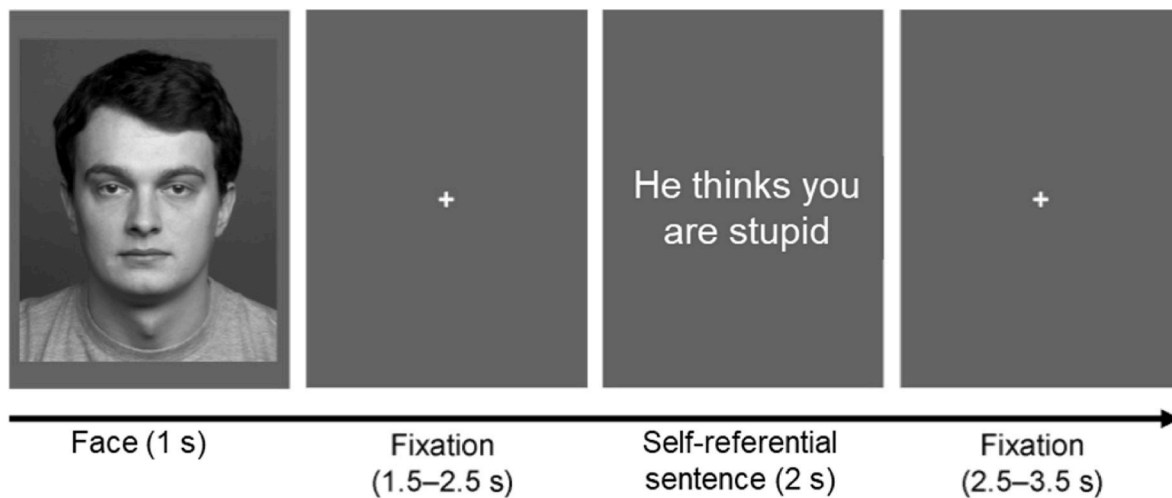 +
He thinks you
are stupid
+
Face (1 s)
Fixation
(1.5–2.5 s)
Self-referential
sentence (2 s)
Fixation
(2.5–3.5 s)